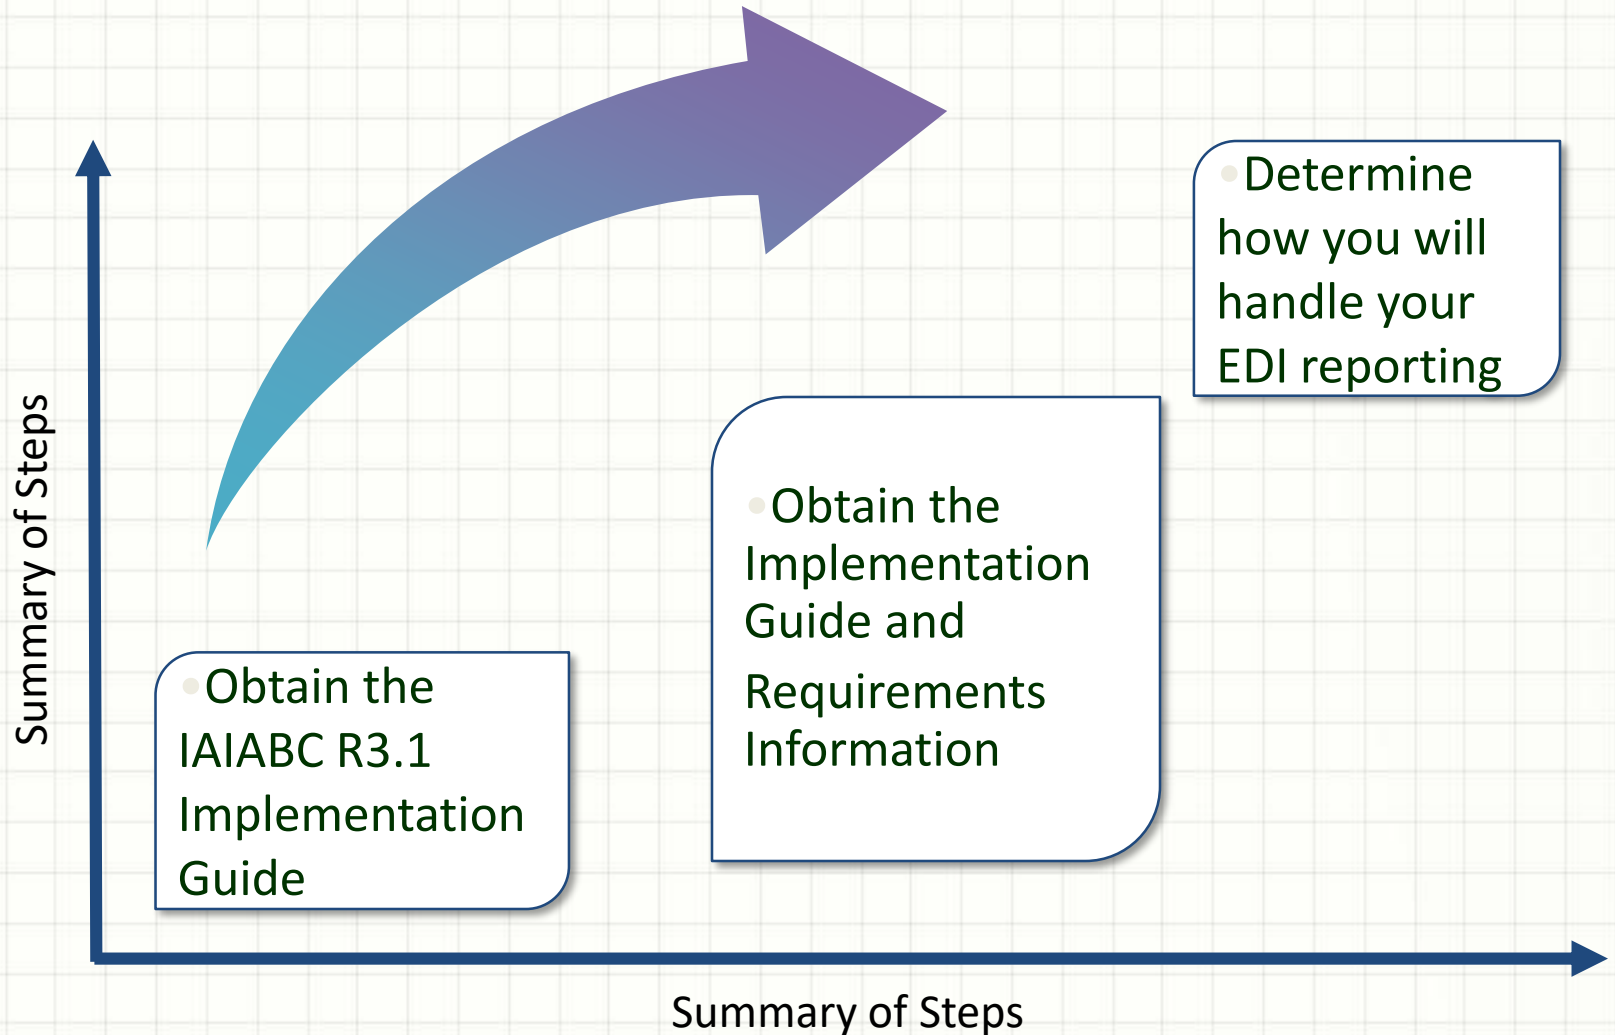 Summary of Steps
•Obtain the
IAIABC R3.1
Implementation
Guide
•Obtain the
Implementation
Guide and
Requirements
Information
•Determine
how you will
handle your
EDI reporting
Summary of Steps